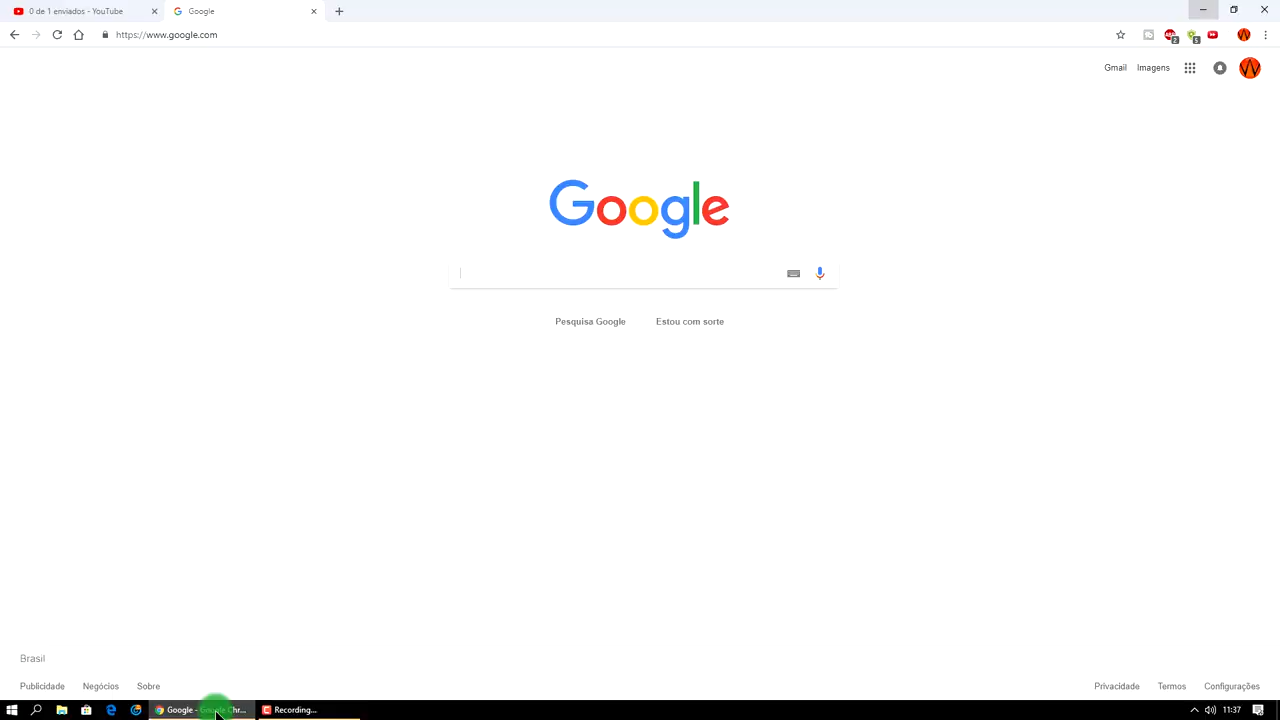 0 de 1 enviados - YouTube
Google
https://www.google.com
Gmail
Imagens
Google
Pesquisa Google
Estou com sorte
Brasil
Publicidade
Negócios
Sobre
Privacidade
Termos
Configurações
Google - Google Chr...
Recording...
11:37